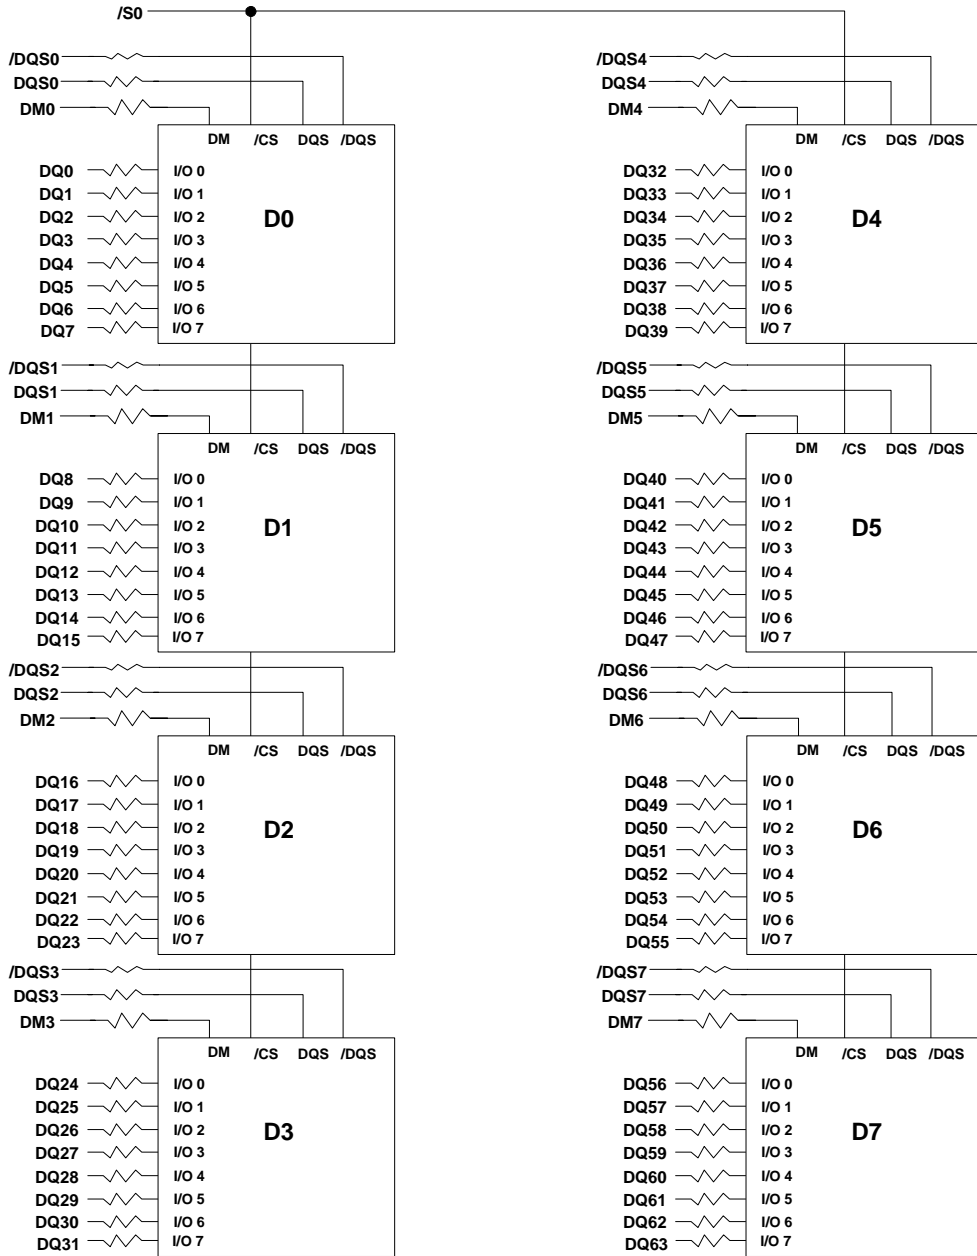 /S0
/DQS0
DQS0
DM0
DM /CS DQS /DQS
DQ0 I/O 0
DQ1 I/O 1
DQ2 I/O 2
DQ3 I/O 3
DQ4 I/O 4
DQ5 I/O 5
DQ6 I/O 6
DQ7 I/O 7
D0
/DQS1
DQS1
DM1
DM /CS DQS /DQS
DQ8 I/O 0
DQ9 I/O 1
DQ10 I/O 2
DQ11 I/O 3
DQ12 I/O 4
DQ13 I/O 5
DQ14 I/O 6
DQ15 I/O 7
D1
/DQS2
DQS2
DM2
DM /CS DQS /DQS
DQ16 I/O 0
DQ17 I/O 1
DQ18 I/O 2
DQ19 I/O 3
DQ20 I/O 4
DQ21 I/O 5
DQ22 I/O 6
DQ23 I/O 7
D2
/DQS3
DQS3
DM3
DM /CS DQS /DQS
DQ24 I/O 0
DQ25 I/O 1
DQ26 I/O 2
DQ27 I/O 3
DQ28 I/O 4
DQ29 I/O 5
DQ30 I/O 6
DQ31 I/O 7
D3
/DQS4
DQS4
DM4
DM /CS DQS /DQS
DQ32 I/O 0
DQ33 I/O 1
DQ34 I/O 2
DQ35 I/O 3
DQ36 I/O 4
DQ37 I/O 5
DQ38 I/O 6
DQ39 I/O 7
D4
/DQS5
DQS5
DM5
DM /CS DQS /DQS
DQ40 I/O 0
DQ41 I/O 1
DQ42 I/O 2
DQ43 I/O 3
DQ44 I/O 4
DQ45 I/O 5
DQ46 I/O 6
DQ47 I/O 7
D5
/DQS6
DQS6
DM6
DM /CS DQS /DQS
DQ48 I/O 0
DQ49 I/O 1
DQ50 I/O 2
DQ51 I/O 3
DQ52 I/O 4
DQ53 I/O 5
DQ54 I/O 6
DQ55 I/O 7
D6
/DQS7
DQS7
DM7
DM /CS DQS /DQS
DQ56 I/O 0
DQ57 I/O 1
DQ58 I/O 2
DQ59 I/O 3
DQ60 I/O 4
DQ61 I/O 5
DQ62 I/O 6
DQ63 I/O 7
D7